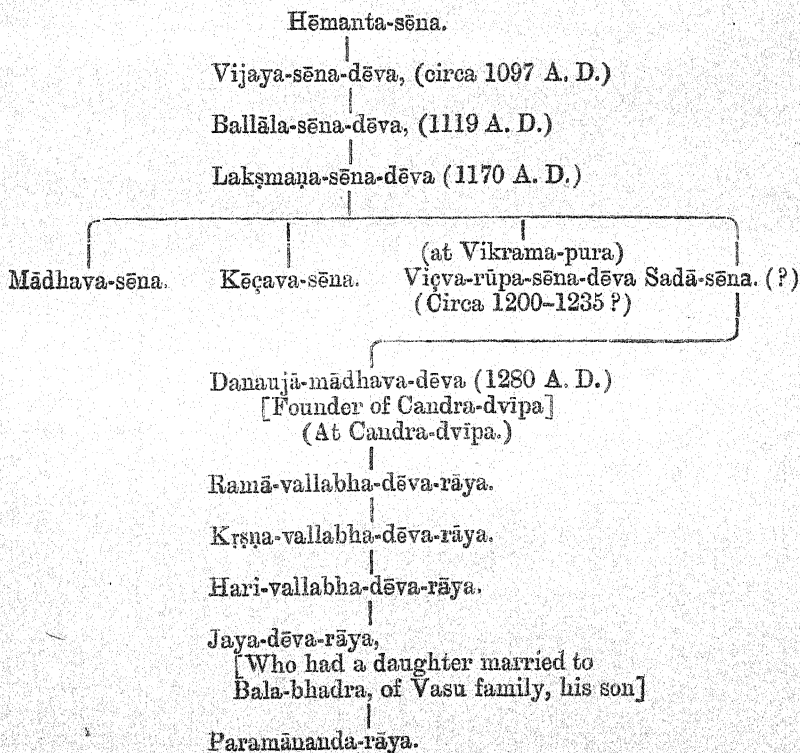 Hēmanta-sēna.
Vijaya-sēna-dēva, (circa 1097 A. D.)
Ballāla-sēna-dēva, (1119 A. D.)
Lakṣmaṇa-sēna-dēva (1170 A. D.)
(at Vikrama-pura)
Mādhava-sēna. Kēçava-sēna. Viçva-rūpa-sēna-dēva Sadā-sēna. (?)
(Circa 1200–1235 ?)
Danaujā-mādhava-dēva (1280 A. D.)
[Founder of Candra-dvīpa]
(At Candra-dvīpa.)
Ramā-vallabha-dēva-rāya.
Kṛṣṇa-vallabha-dēva-rāya.
Hari-vallabha-dēva-rāya.
Jaya-dēva-rāya,
[Who had a daughter married to
Bala-bhadra, of Vasu family, his son]
Paramānanda-rāya.